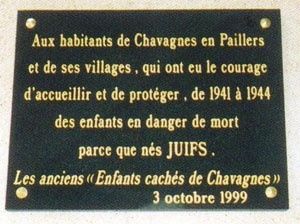 Aux habitants de Chavagnes en Paillers
et de ses villages, qui ont eu le courage
d'accueillir et de protéger, de 1941 à 1944
des enfants en danger de mort
parce que nés JUIFS.
Les anciens «Enfants cachés de Chavagnes»
3 octobre 1999